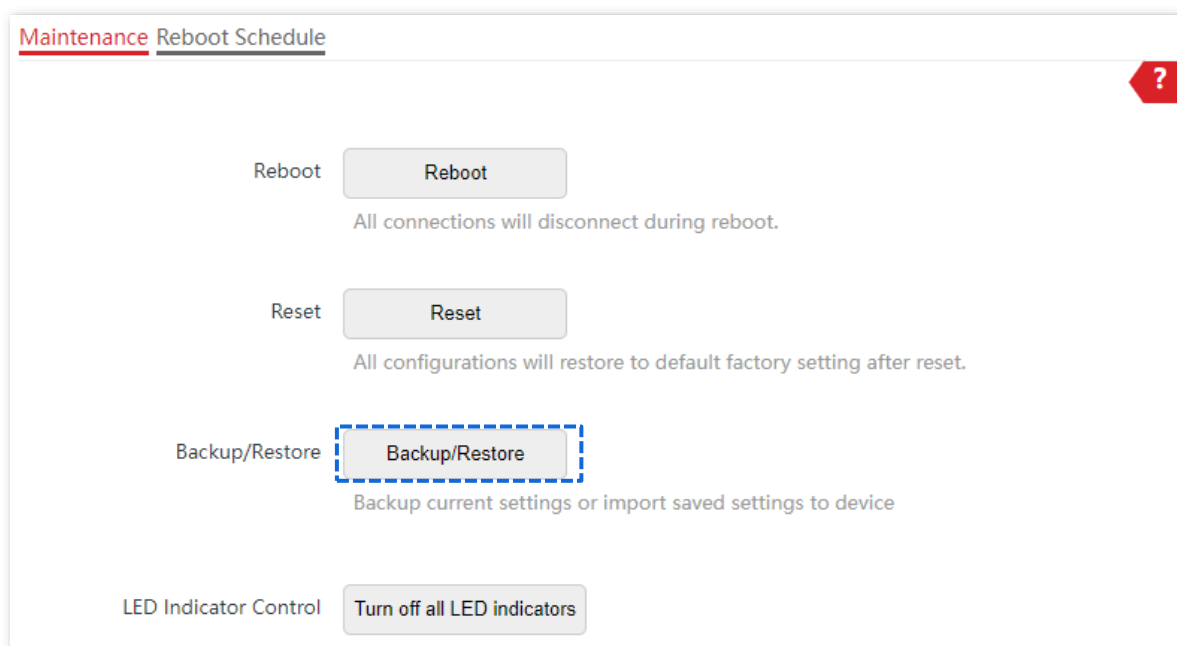 Maintenance Reboot Schedule
?
Reboot Reboot
All connections will disconnect during reboot.
Reset Reset
All configurations will restore to default factory setting after reset.
Backup/Restore Backup/Restore
Backup current settings or import saved settings to device
LED Indicator Control Turn off all LED indicators